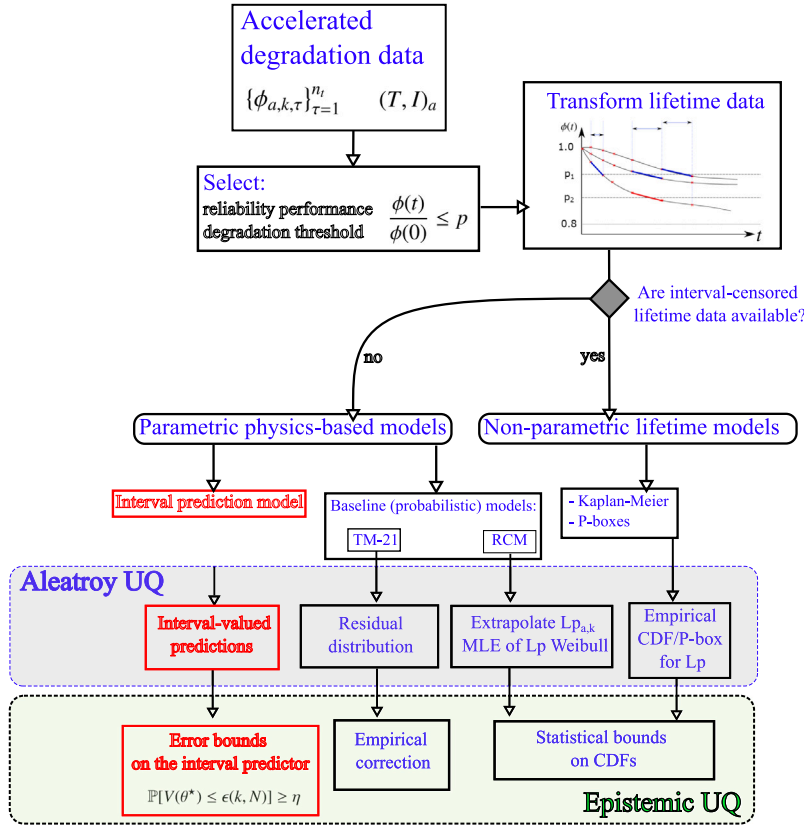 Accelerated
degradation data
{ϕ_{a,k,τ}}_{τ=1}^{n_t} (T, I)_a
Transform lifetime data
ϕ(t)
1.0
P₁
P₂
0.8
t
Select:
reliability performance
degradation threshold
ϕ(t)/ϕ(0) ≤ p
Are interval-censored
lifetime data available?
no
yes
Parametric physics-based models
Non-parametric lifetime models
Interval prediction model
Baseline (probabilistic) models:
TM-21
RCM
- Kaplan-Meier
- P-boxes
Aleatroy UQ
Interval-valued
predictions
Residual
distribution
Extrapolate Lp_{a,k}
MLE of Lp Weibull
Empirical
CDF/P-box
for Lp
Error bounds
on the interval predictor
ℙ[V(θ⋆) ≤ ϵ(k, N)] ≥ η
Empirical
correction
Statistical bounds
on CDFs
Epistemic UQ